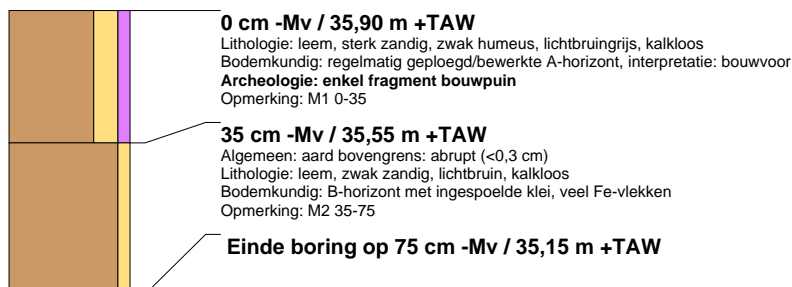 0 cm -Mv / 35,90 m +TAW
Lithologie: leem, sterk zandig, zwak humeus, lichtbruingrijs, kalkloos
Bodemkundig: regelmatig geploegd/bewerkte A-horizont, interpretatie: bouwvoor
Archeologie: enkel fragment bouwpuin
Opmerking: M1 0-35
35 cm -Mv / 35,55 m +TAW
Algemeen: aard bovengrens: abrupt (<0,3 cm)
Lithologie: leem, zwak zandig, lichtbruin, kalkloos
Bodemkundig: B-horizont met ingespoelde klei, veel Fe-vlekken
Opmerking: M2 35-75
Einde boring op 75 cm -Mv / 35,15 m +TAW